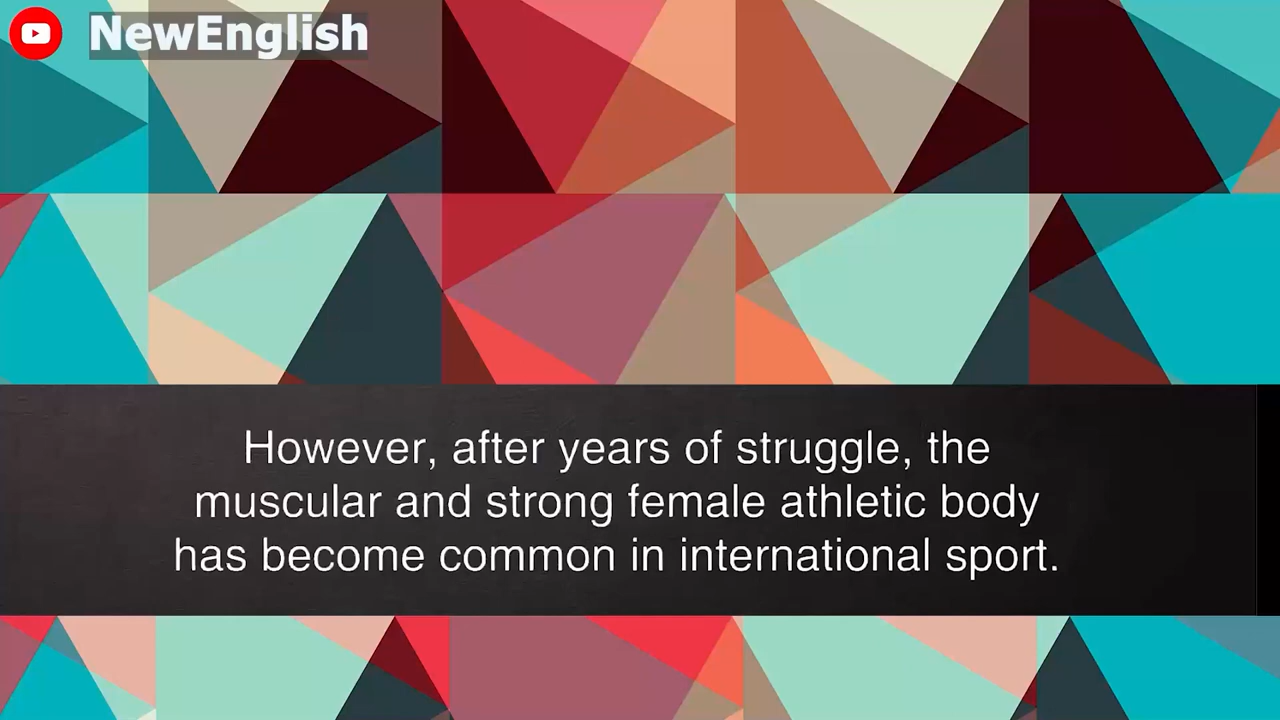 NewEnglish
However, after years of struggle, the
muscular and strong female athletic body
has become common in international sport.